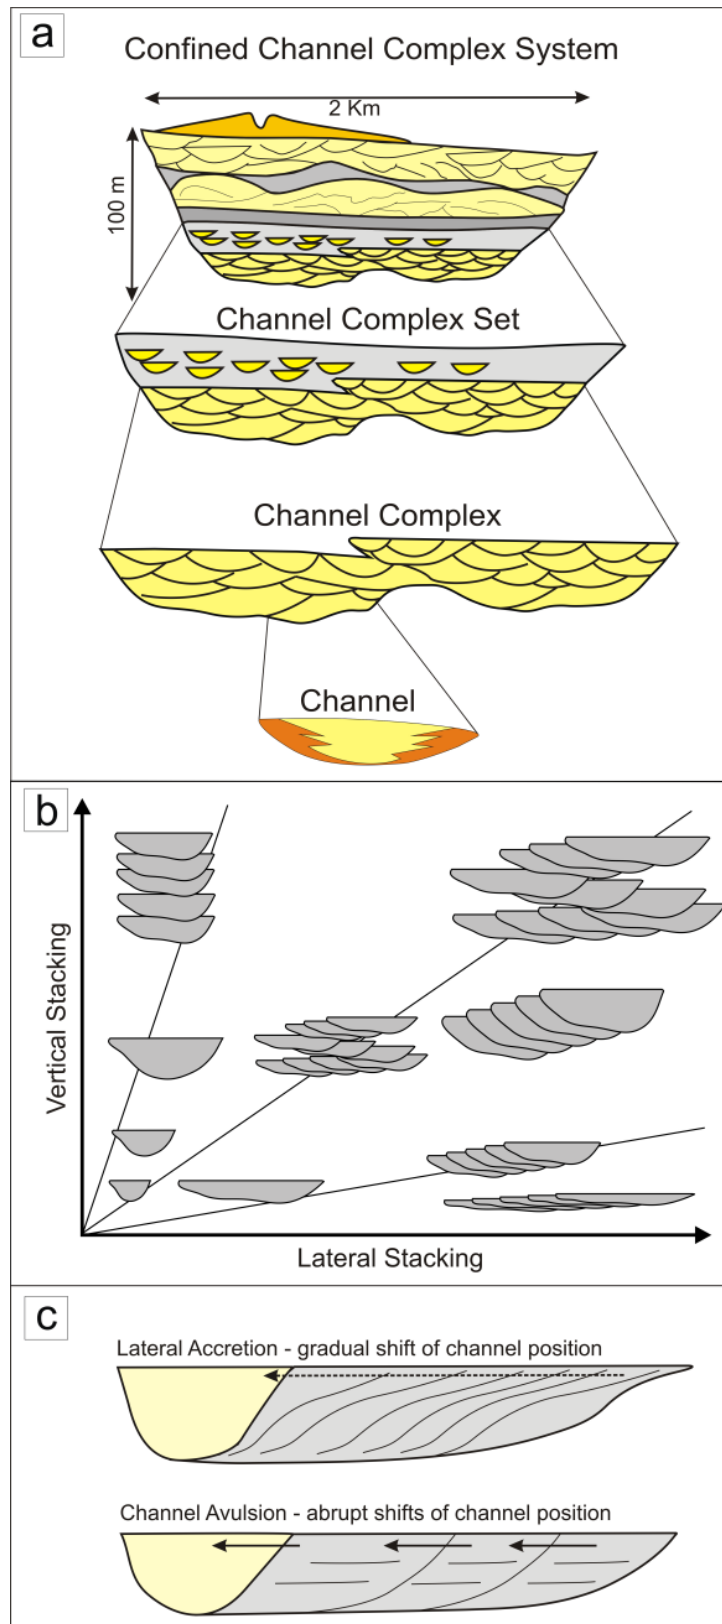 a
Confined Channel Complex System
2 Km
100 m
Channel Complex Set
Channel Complex
Channel
b
Vertical Stacking
Lateral Stacking
c
Lateral Accretion - gradual shift of channel position
Channel Avulsion - abrupt shifts of channel position